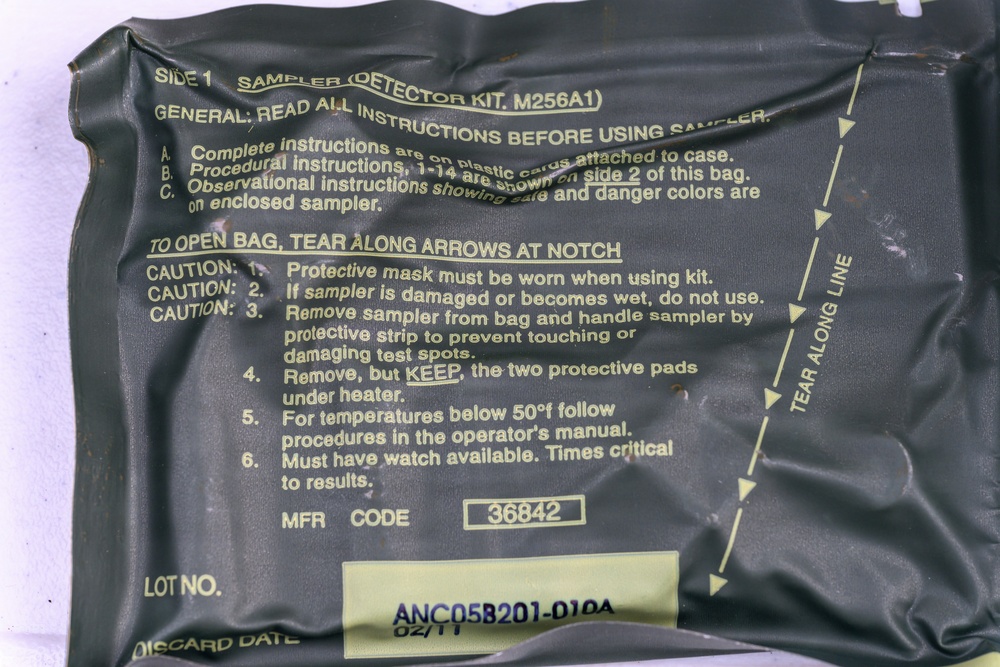 SIDE 1 SAMPLER (DETECTOR KIT. M256A1)
GENERAL: READ ALL INSTRUCTIONS BEFORE USING SAMPLER.
A. Complete instructions are on plastic cards attached to case.
B. Procedural instructions, 1-14 are shown on side 2 of this bag.
C. Observational instructions showing safe and danger colors are
on enclosed sampler.
TO OPEN BAG, TEAR ALONG ARROWS AT NOTCH
CAUTION: 1. Protective mask must be worn when using kit.
CAUTION: 2. If sampler is damaged or becomes wet, do not use.
CAUTION: 3. Remove sampler from bag and handle sampler by
protective strip to prevent touching or
damaging test spots.
4. Remove, but KEEP, the two protective pads
under heater.
5. For temperatures below 50°f follow
procedures in the operator's manual.
6. Must have watch available. Times critical
to results.
MFR CODE 36842
LOT NO. ANC05B201-010A
02/11
DISCARD DATE
TEAR ALONG LINE